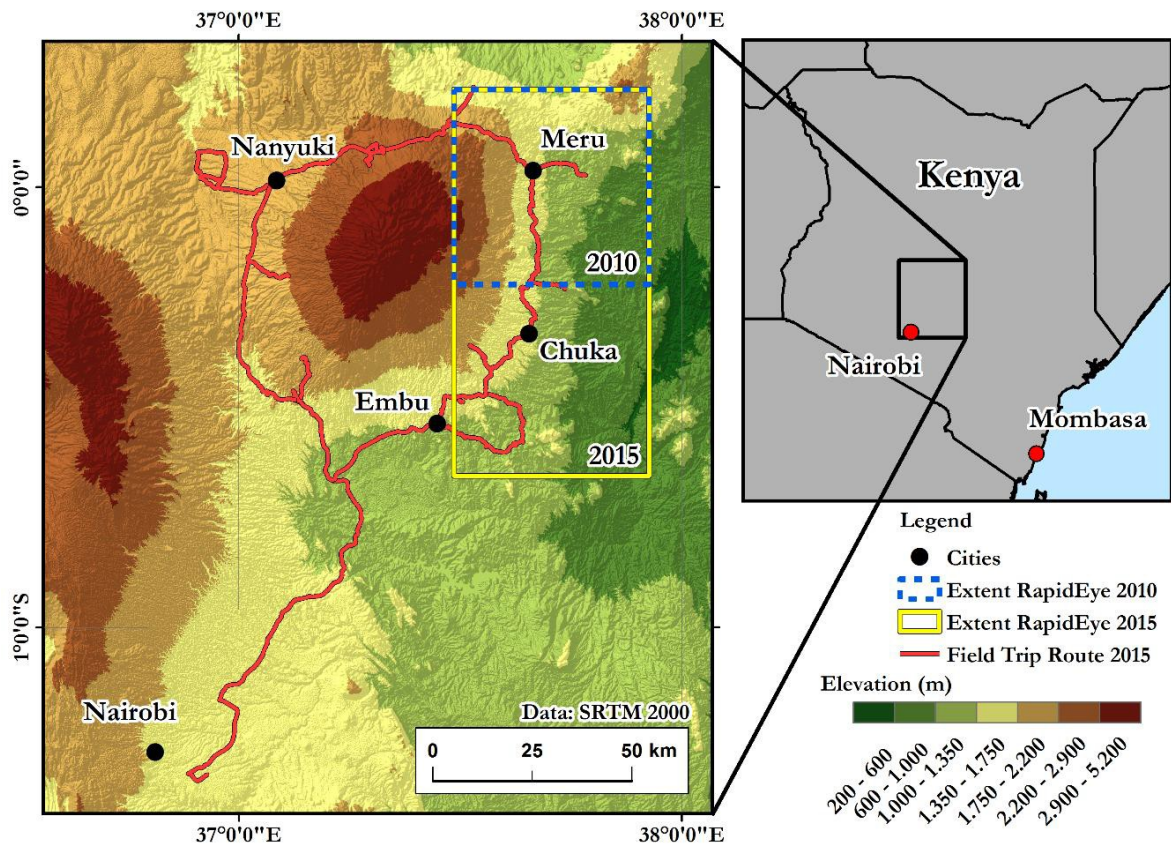 37°0'0"E
38°0'0"E
Nanyuki
Meru
0°0'0"
2010
Chuka
Embu
2015
1°0'0"S
Nairobi
Data: SRTM 2000
0 25 50 km
37°0'0"E
38°0'0"E
Kenya
Nairobi
Mombasa
Legend
Cities
Extent RapidEye 2010
Extent RapidEye 2015
Field Trip Route 2015
Elevation (m)
200 - 600
600 - 1.000
1.000 - 1.350
1.350 - 1.750
1.750 - 2.200
2.200 - 2.900
2.900 - 5.200